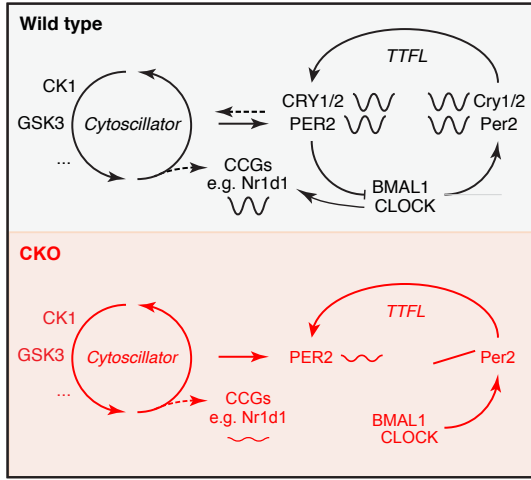 Wild type
TTFL
CK1
GSK3
...
Cytoscillator
CRY1/2
PER2
Cry1/2
Per2
CCGs
e.g. Nr1d1
BMAL1
CLOCK
CKO
TTFL
CK1
GSK3
...
Cytoscillator
PER2
Per2
CCGs
e.g. Nr1d1
BMAL1
CLOCK